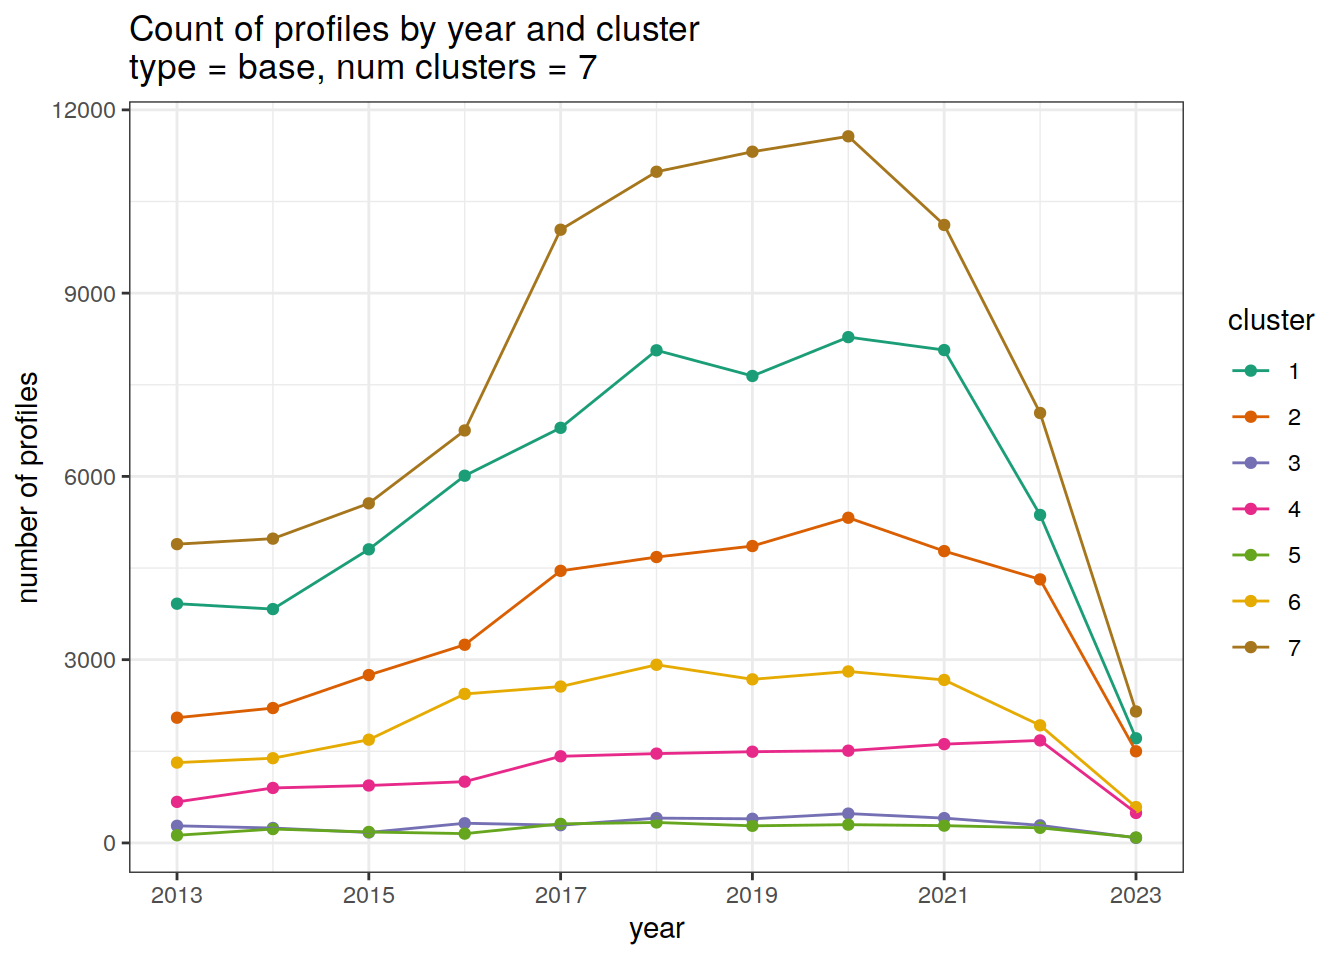 Count of profiles by year and cluster
type = base, num clusters = 7
12000
9000
6000
3000
0
number of profiles
2013 2015 2017 2019 2021 2023
year
cluster
1
2
3
4
5
6
7